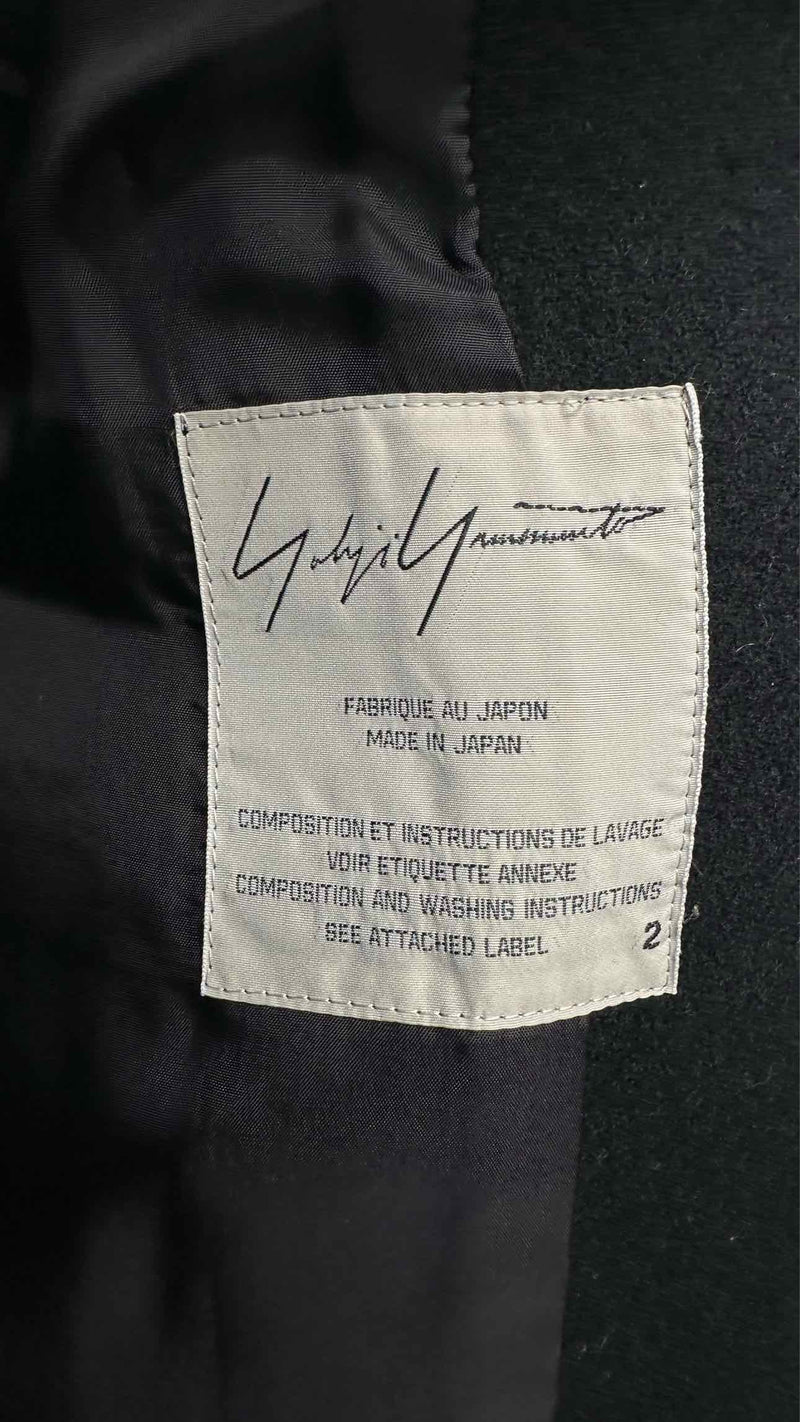 Yohji Yamamoto
FABRIQUE AU JAPON
MADE IN JAPAN
COMPOSITION ET INSTRUCTIONS DE LAVAGE
VOIR ETIQUETTE ANNEXE
COMPOSITION AND WASHING INSTRUCTIONS
SEE ATTACHED LABEL
2